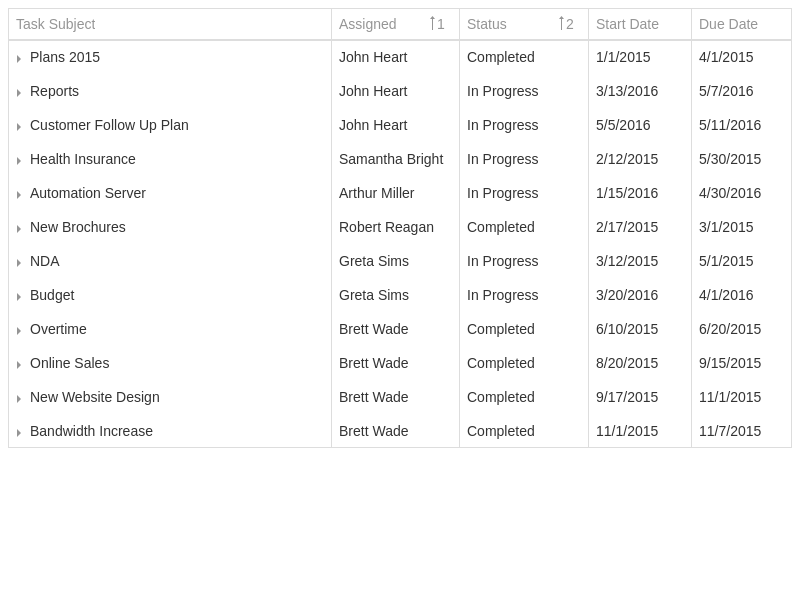 Task Subject Assigned 1 Status 2 Start Date Due Date
Plans 2015 John Heart Completed 1/1/2015 4/1/2015
Reports John Heart In Progress 3/13/2016 5/7/2016
Customer Follow Up Plan John Heart In Progress 5/5/2016 5/11/2016
Health Insurance Samantha Bright In Progress 2/12/2015 5/30/2015
Automation Server Arthur Miller In Progress 1/15/2016 4/30/2016
New Brochures Robert Reagan Completed 2/17/2015 3/1/2015
NDA Greta Sims In Progress 3/12/2015 5/1/2015
Budget Greta Sims In Progress 3/20/2016 4/1/2016
Overtime Brett Wade Completed 6/10/2015 6/20/2015
Online Sales Brett Wade Completed 8/20/2015 9/15/2015
New Website Design Brett Wade Completed 9/17/2015 11/1/2015
Bandwidth Increase Brett Wade Completed 11/1/2015 11/7/2015